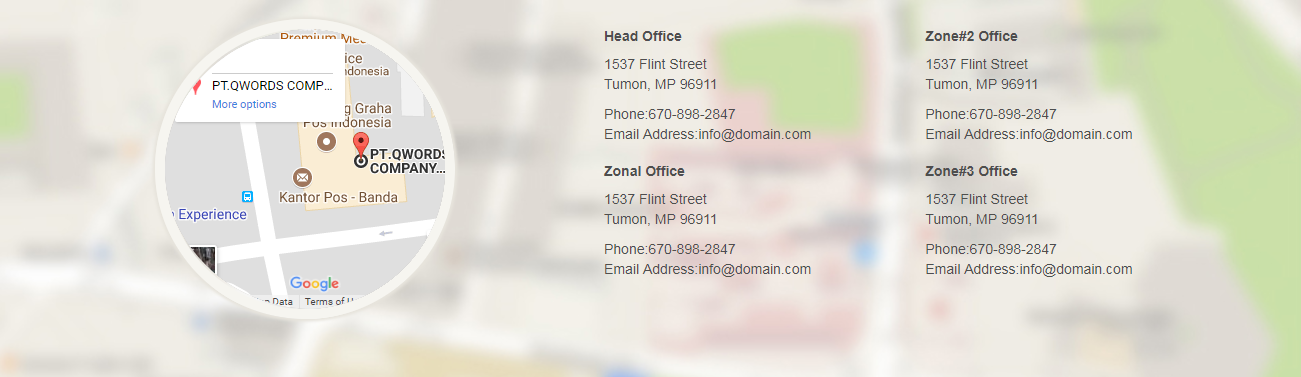 Premium Me
ice
ndonesia
PT.QWORDS COMP...
More options
g Graha
Pos Indonesia
PT.QWORDS
COMPANY...
Kantor Pos - Banda
Experience
Google
Data
Terms of U
Head Office
1537 Flint Street
Tumon, MP 96911
Phone:670-898-2847
Email Address:info@domain.com
Zonal Office
1537 Flint Street
Tumon, MP 96911
Phone:670-898-2847
Email Address:info@domain.com
Zone#2 Office
1537 Flint Street
Tumon, MP 96911
Phone:670-898-2847
Email Address:info@domain.com
Zone#3 Office
1537 Flint Street
Tumon, MP 96911
Phone:670-898-2847
Email Address:info@domain.com